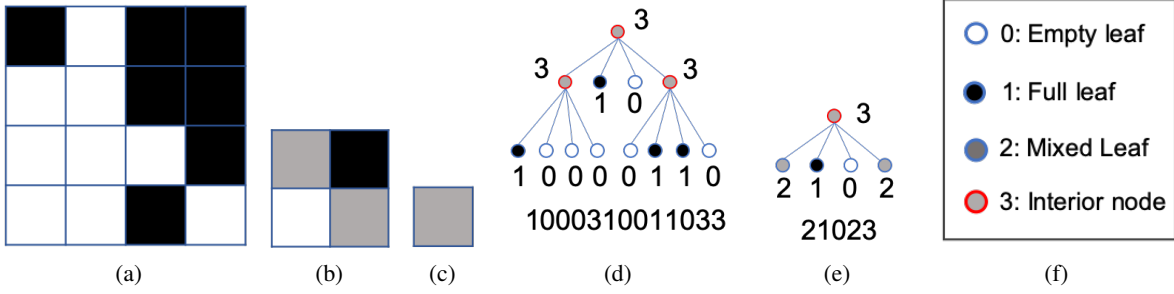 3
3
3
1 0
1 0 0 0 0 1 1 0
1000310011033
3
2 1 0 2
21023
0: Empty leaf
1: Full leaf
2: Mixed Leaf
3: Interior node
(a)
(b)
(c)
(d)
(e)
(f)